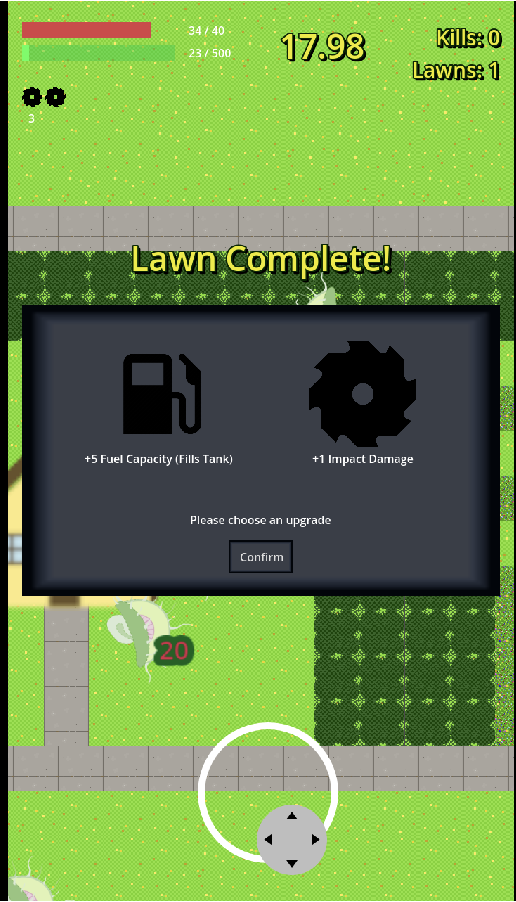 34 / 40
23 / 500
17.98
Kills: 0
Lawns: 1
3
Lawn Complete!
+5 Fuel Capacity (Fills Tank)
+1 Impact Damage
Please choose an upgrade
Confirm
20